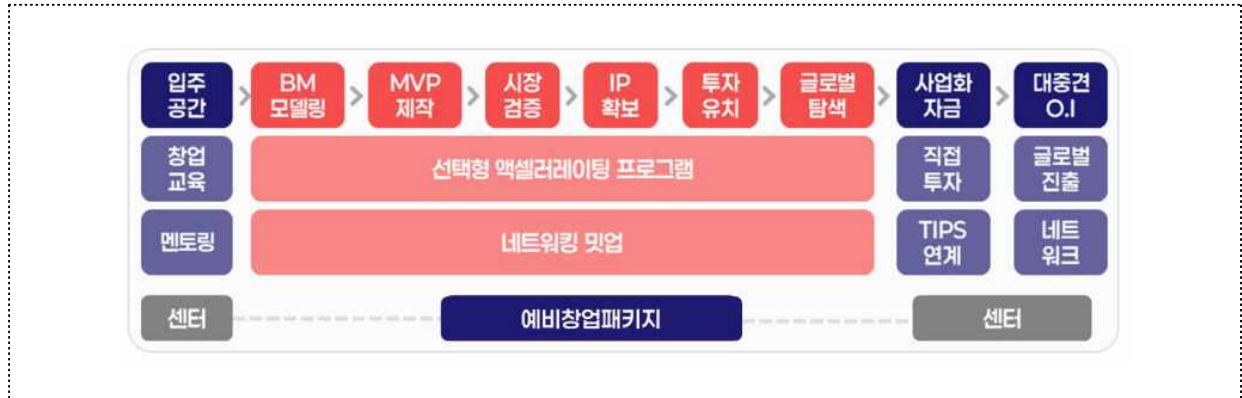 입주
공간
BM
모델링
MVP
제작
시장
검증
IP
확보
투자
유치
글로벌
탐색
사업화
자금
대중견
O.I
창업
교육
선택형 액셀러레이팅 프로그램
직접
투자
글로벌
진출
멘토링
네트워킹 밋업
TIPS
연계
네트
워크
센터
예비창업패키지
센터